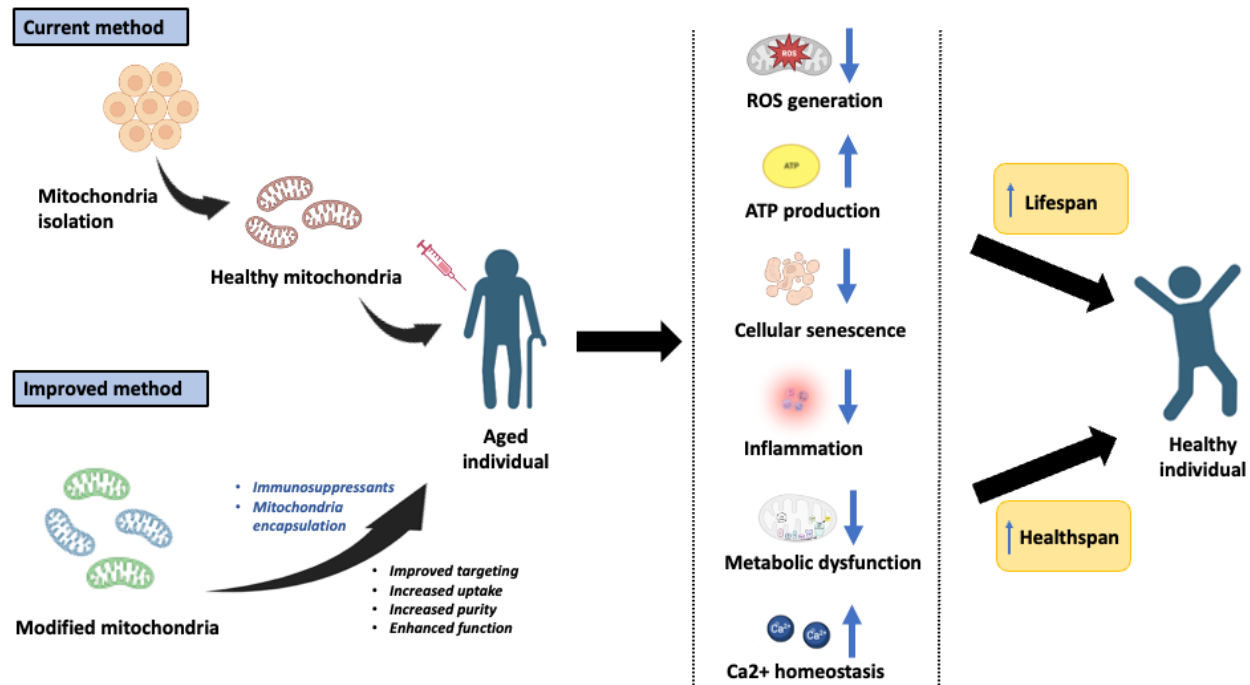 Current method
Mitochondria
isolation
Healthy mitochondria
Improved method
Modified mitochondria
• Immunosuppressants
• Mitochondria
encapsulation
• Improved targeting
• Increased uptake
• Increased purity
• Enhanced function
Aged
individual
ROS
ROS generation
ATP
ATP production
Cellular senescence
Inflammation
Metabolic dysfunction
Ca²⁺
Ca²⁺
Ca2+ homeostasis
Lifespan
Healthspan
Healthy
individual